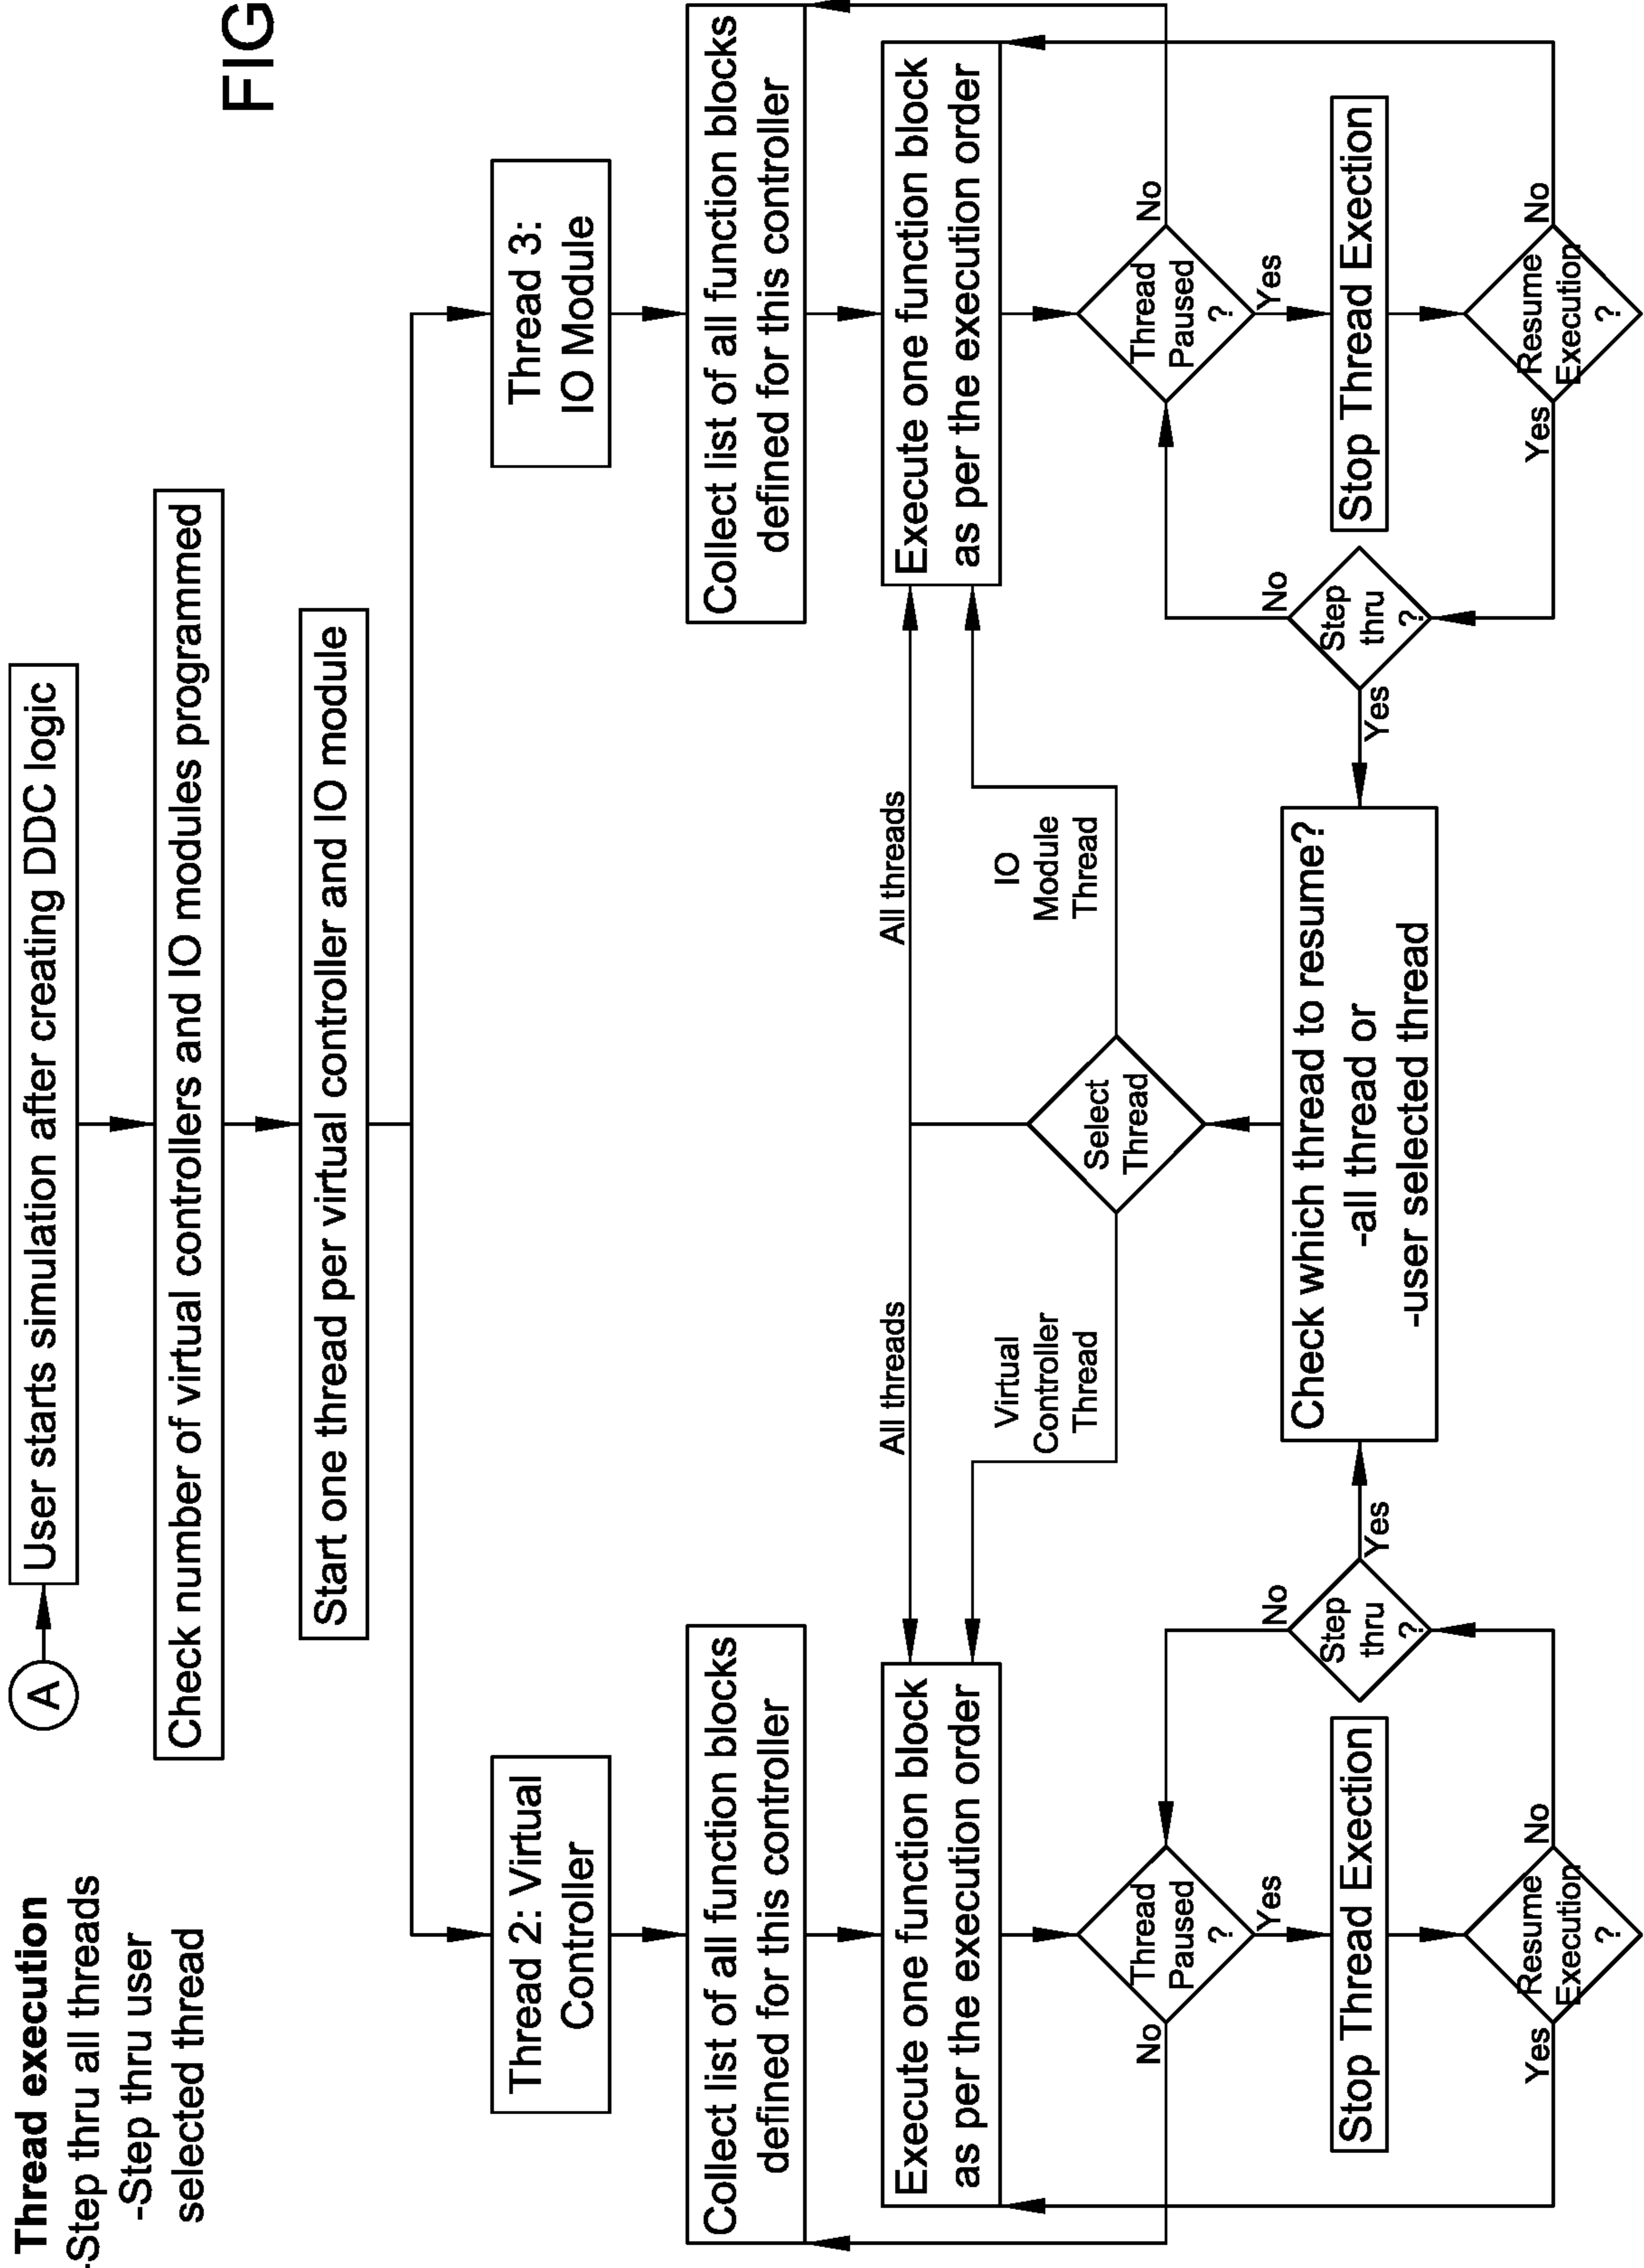 Thread execution
-Step thru all threads
-Step thru user
selected thread
FIG
A
User starts simulation after creating DDC logic
Check number of virtual controllers and IO modules programmed
Start one thread per virtual controller and IO module
Thread 2: Virtual
Controller
Thread 3:
IO Module
Collect list of all function blocks
defined for this controller
Collect list of all function blocks
defined for this controller
All threads
All threads
Execute one function block
as per the execution order
Execute one function block
as per the execution order
Virtual
Controller
Thread
IO
Module
Thread
Select
Thread
No
Thread
Paused
?
Yes
Thread
Paused
?
No
Yes
No
Step
thru
?
Yes
No
Step
thru
?
Yes
Check which thread to resume?
-all thread or
-user selected thread
Stop Thread Exection
Stop Thread Exection
Yes
Resume
Execution
?
No
Yes
Resume
Execution
?
No